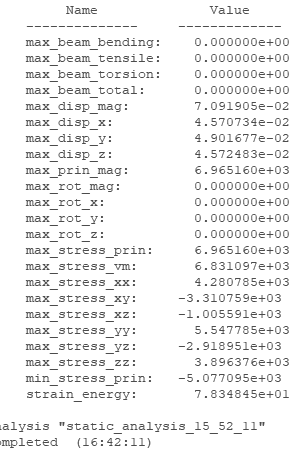 Name Value
-------------- -------------
max_beam_bending: 0.000000e+00
max_beam_tensile: 0.000000e+00
max_beam_torsion: 0.000000e+00
max_beam_total: 0.000000e+00
max_disp_mag: 7.091905e-02
max_disp_x: 4.570734e-02
max_disp_y: 4.901677e-02
max_disp_z: 4.572483e-02
max_prin_mag: 6.965160e+03
max_rot_mag: 0.000000e+00
max_rot_x: 0.000000e+00
max_rot_y: 0.000000e+00
max_rot_z: 0.000000e+00
max_stress_prin: 6.965160e+03
max_stress_vm: 6.831097e+03
max_stress_xx: 4.280785e+03
max_stress_xy: -3.310759e+03
max_stress_xz: -1.005591e+03
max_stress_yy: 5.547785e+03
max_stress_yz: -2.918951e+03
max_stress_zz: 3.896376e+03
min_stress_prin: -5.077095e+03
strain_energy: 7.834845e+01
nalysis "static_analysis_15_52_11"
ompleted (16:42:11)